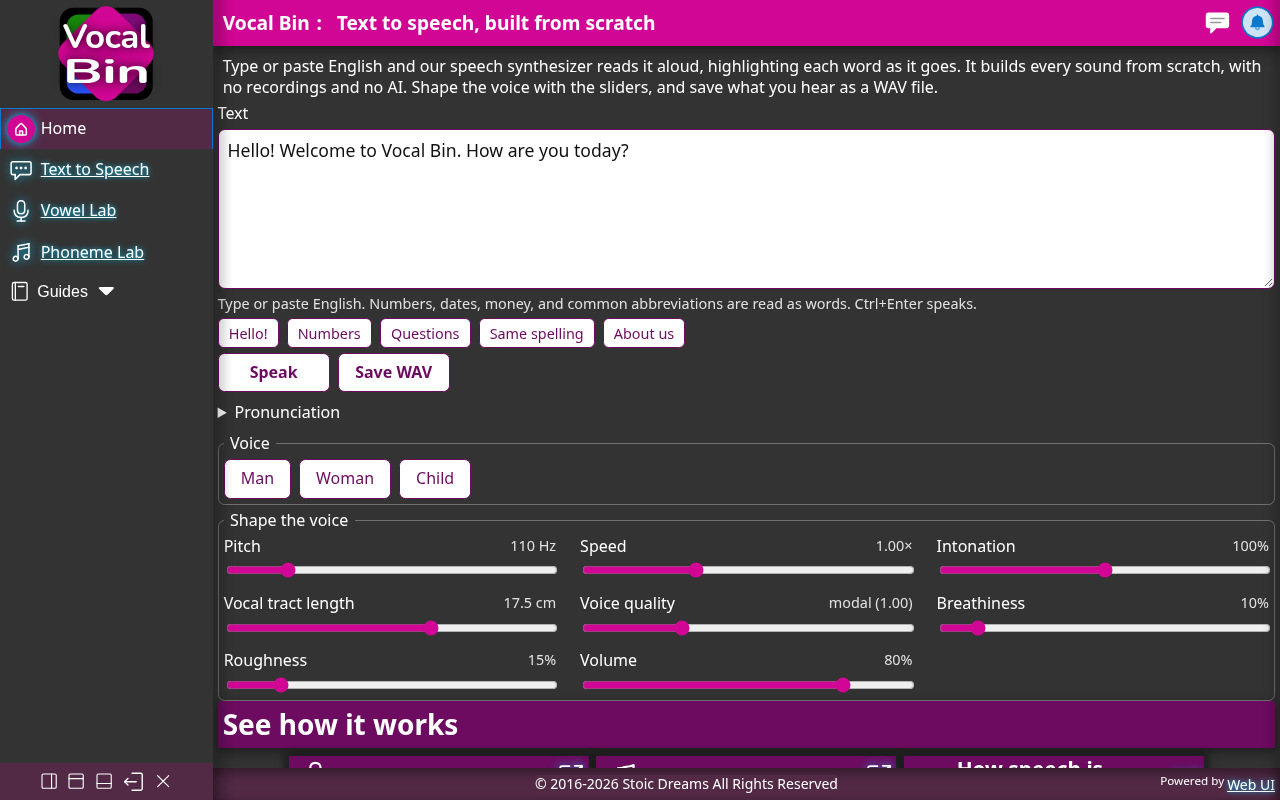 Vocal
Bin
Vocal Bin : Text to speech, built from scratch
Home
Text to Speech
Vowel Lab
Phoneme Lab
Guides
Type or paste English and our speech synthesizer reads it aloud, highlighting each word as it goes. It builds every sound from scratch, with
no recordings and no AI. Shape the voice with the sliders, and save what you hear as a WAV file.
Text
Hello! Welcome to Vocal Bin. How are you today?
Type or paste English. Numbers, dates, money, and common abbreviations are read as words. Ctrl+Enter speaks.
Hello! Numbers Questions Same spelling About us
Speak Save WAV
Pronunciation
Voice
Man Woman Child
Shape the voice
Pitch 110 Hz Speed 1.00× Intonation 100%
Vocal tract length 17.5 cm Voice quality modal (1.00) Breathiness 10%
Roughness 15% Volume 80%
See how it works
How speech is
© 2016-2026 Stoic Dreams All Rights Reserved
Powered by Web UI